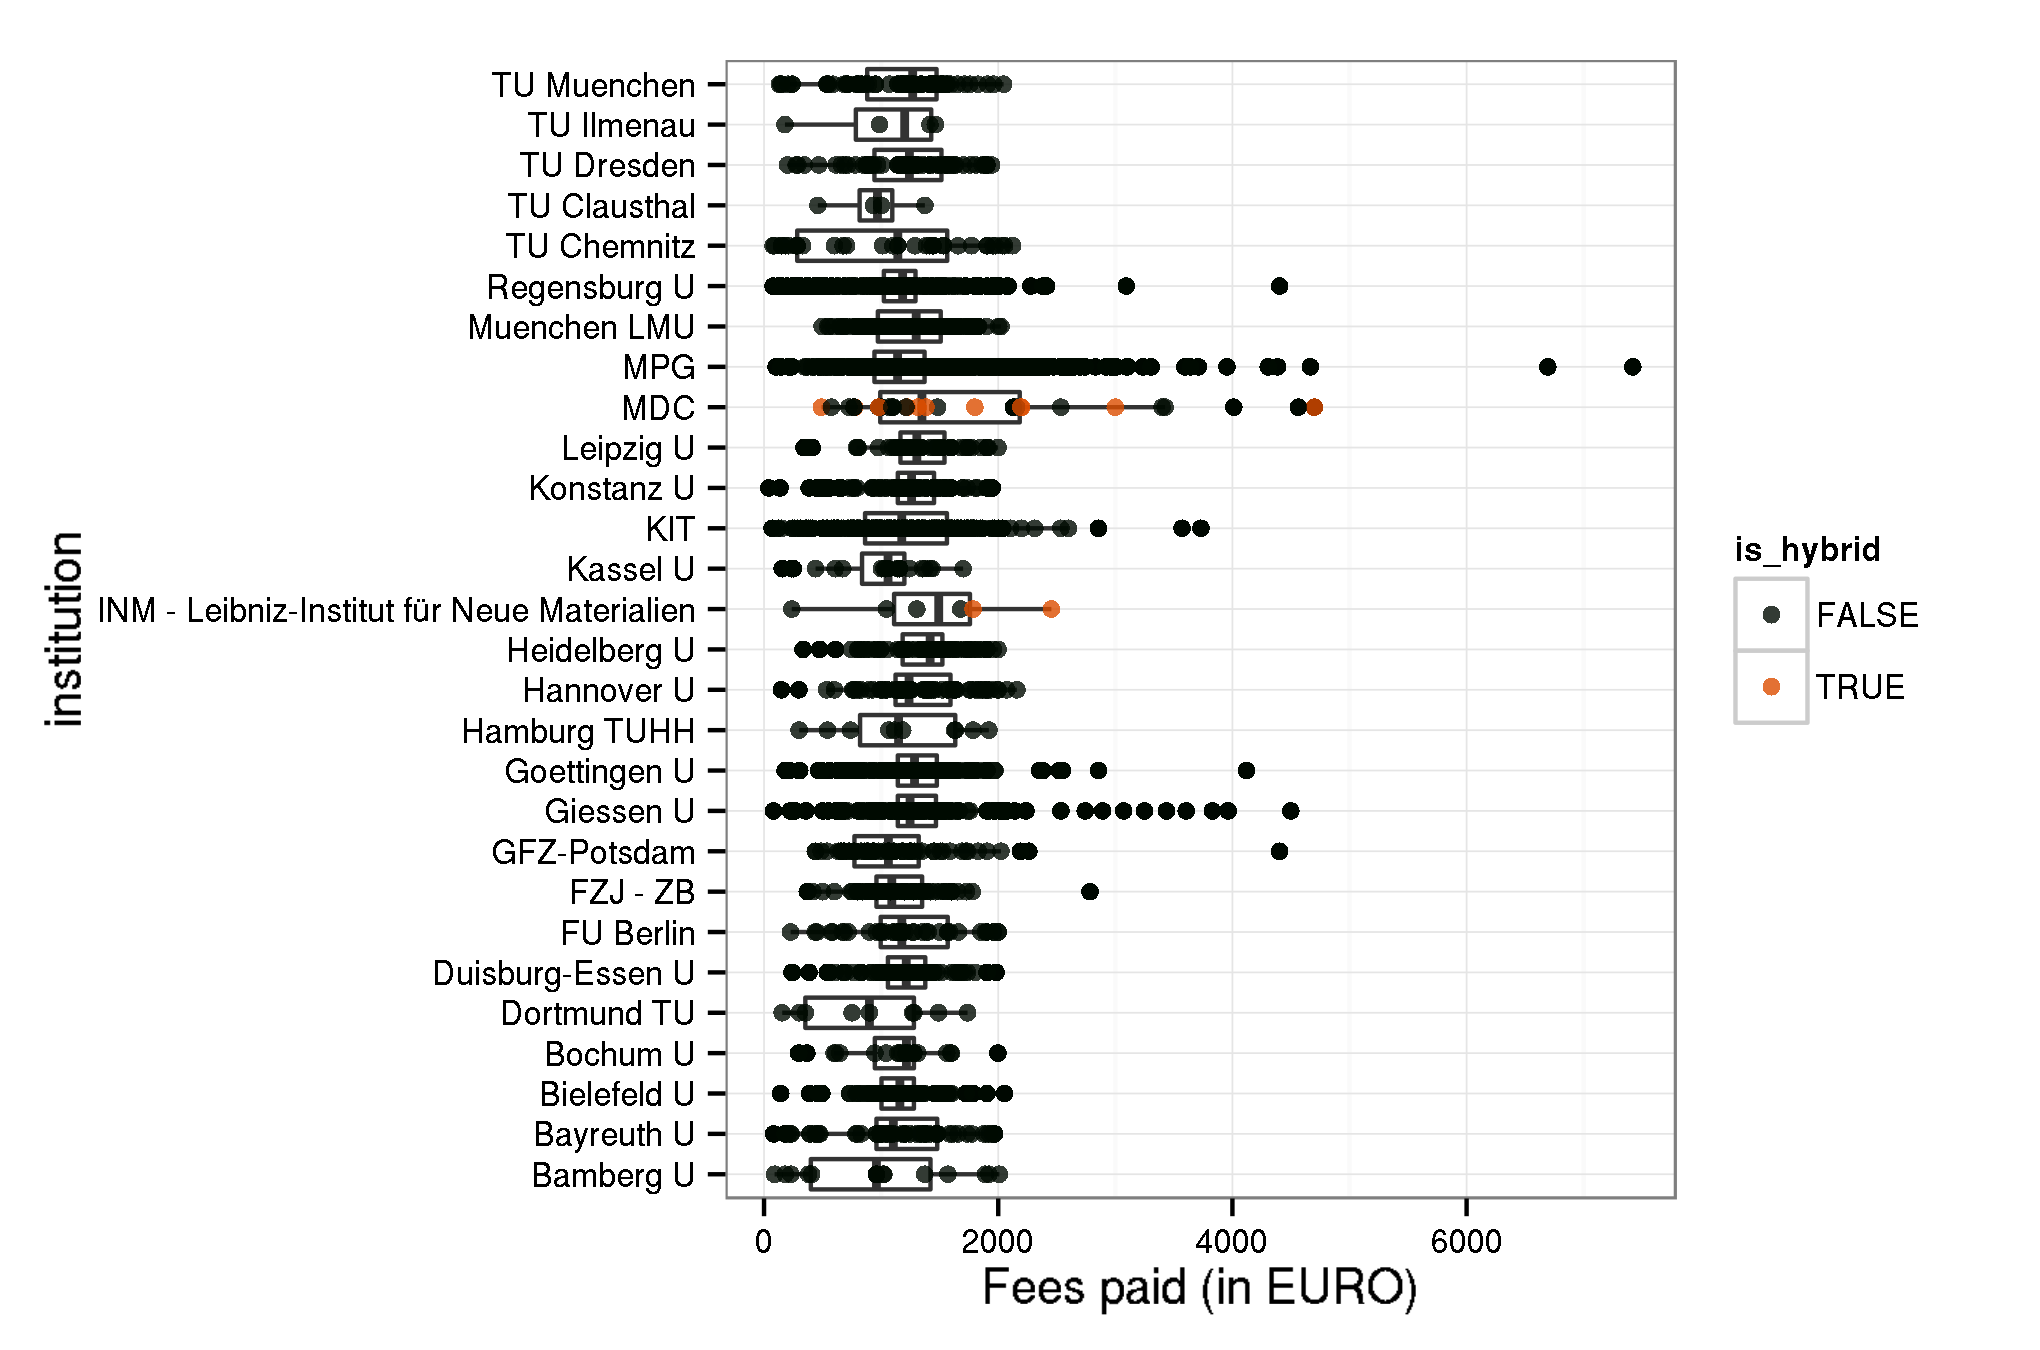 TU Muenchen
TU Ilmenau
TU Dresden
TU Clausthal
TU Chemnitz
Regensburg U
Muenchen LMU
MPG
MDC
Leipzig U
Konstanz U
KIT
Kassel U
INM - Leibniz-Institut für Neue Materialien
Heidelberg U
Hannover U
Hamburg TUHH
Goettingen U
Giessen U
GFZ-Potsdam
FZJ - ZB
FU Berlin
Duisburg-Essen U
Dortmund TU
Bochum U
Bielefeld U
Bayreuth U
Bamberg U
institution
0 2000 4000 6000
Fees paid (in EURO)
is_hybrid
FALSE
TRUE